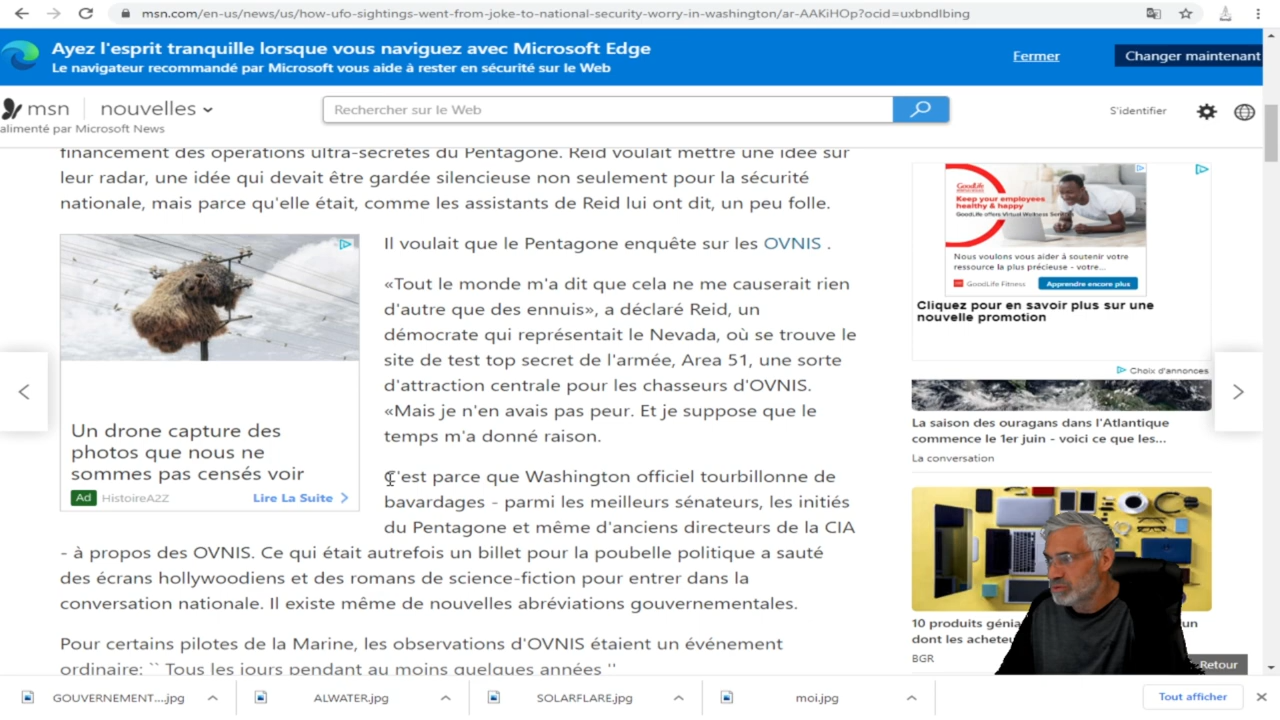 msn.com/en-us/news/us/how-ufo-sightings-went-from-joke-to-national-security-worry-in-washington/ar-AAKiHOp?ocid=uxbndlbing
Ayez l'esprit tranquille lorsque vous naviguez avec Microsoft Edge
Le navigateur recommandé par Microsoft vous aide à rester en sécurité sur le Web
Fermer
Changer maintenant
msn
nouvelles
alimenté par Microsoft News
Rechercher sur le Web
S'identifier
financement des opérations ultra-secrètes du Pentagone. Reid voulait mettre une idée sur
leur radar, une idée qui devait être gardée silencieuse non seulement pour la sécurité
nationale, mais parce qu'elle était, comme les assistants de Reid lui ont dit, un peu folle.
Il voulait que le Pentagone enquête sur les OVNIS .
«Tout le monde m'a dit que cela ne me causerait rien
d'autre que des ennuis», a déclaré Reid, un
démocrate qui représentait le Nevada, où se trouve le
site de test top secret de l'armée, Area 51, une sorte
d'attraction centrale pour les chasseurs d'OVNIS.
«Mais je n'en avais pas peur. Et je suppose que le
temps m'a donné raison.
C'est parce que Washington officiel tourbillonne de
bavardages - parmi les meilleurs sénateurs, les initiés
du Pentagone et même d'anciens directeurs de la CIA
- à propos des OVNIS. Ce qui était autrefois un billet pour la poubelle politique a sauté
des écrans hollywoodiens et des romans de science-fiction pour entrer dans la
conversation nationale. Il existe même de nouvelles abréviations gouvernementales.
Pour certains pilotes de la Marine, les observations d'OVNIS étaient un événement
ordinaire: `` Tous les jours pendant au moins quelques années ''
Un drone capture des
photos que nous ne
sommes pas censés voir
Ad HistoireA2Z
Lire La Suite
GoodLife
Keep your employees
healthy & happy
GoodLife offers Virtual Wellness
Nous voulons vous aider à soutenir votre
ressource la plus précieuse - votre...
GoodLife Fitness
Apprendre encore plus
Cliquez pour en savoir plus sur une
nouvelle promotion
Choix d'annonces
La saison des ouragans dans l'Atlantique
commence le 1er juin - voici ce que les...
La conversation
10 produits
un
dont les
BGR
Retour
GOUVERNEMENT....jpg
ALWATER.jpg
SOLARFLARE.jpg
moi.jpg
Tout afficher